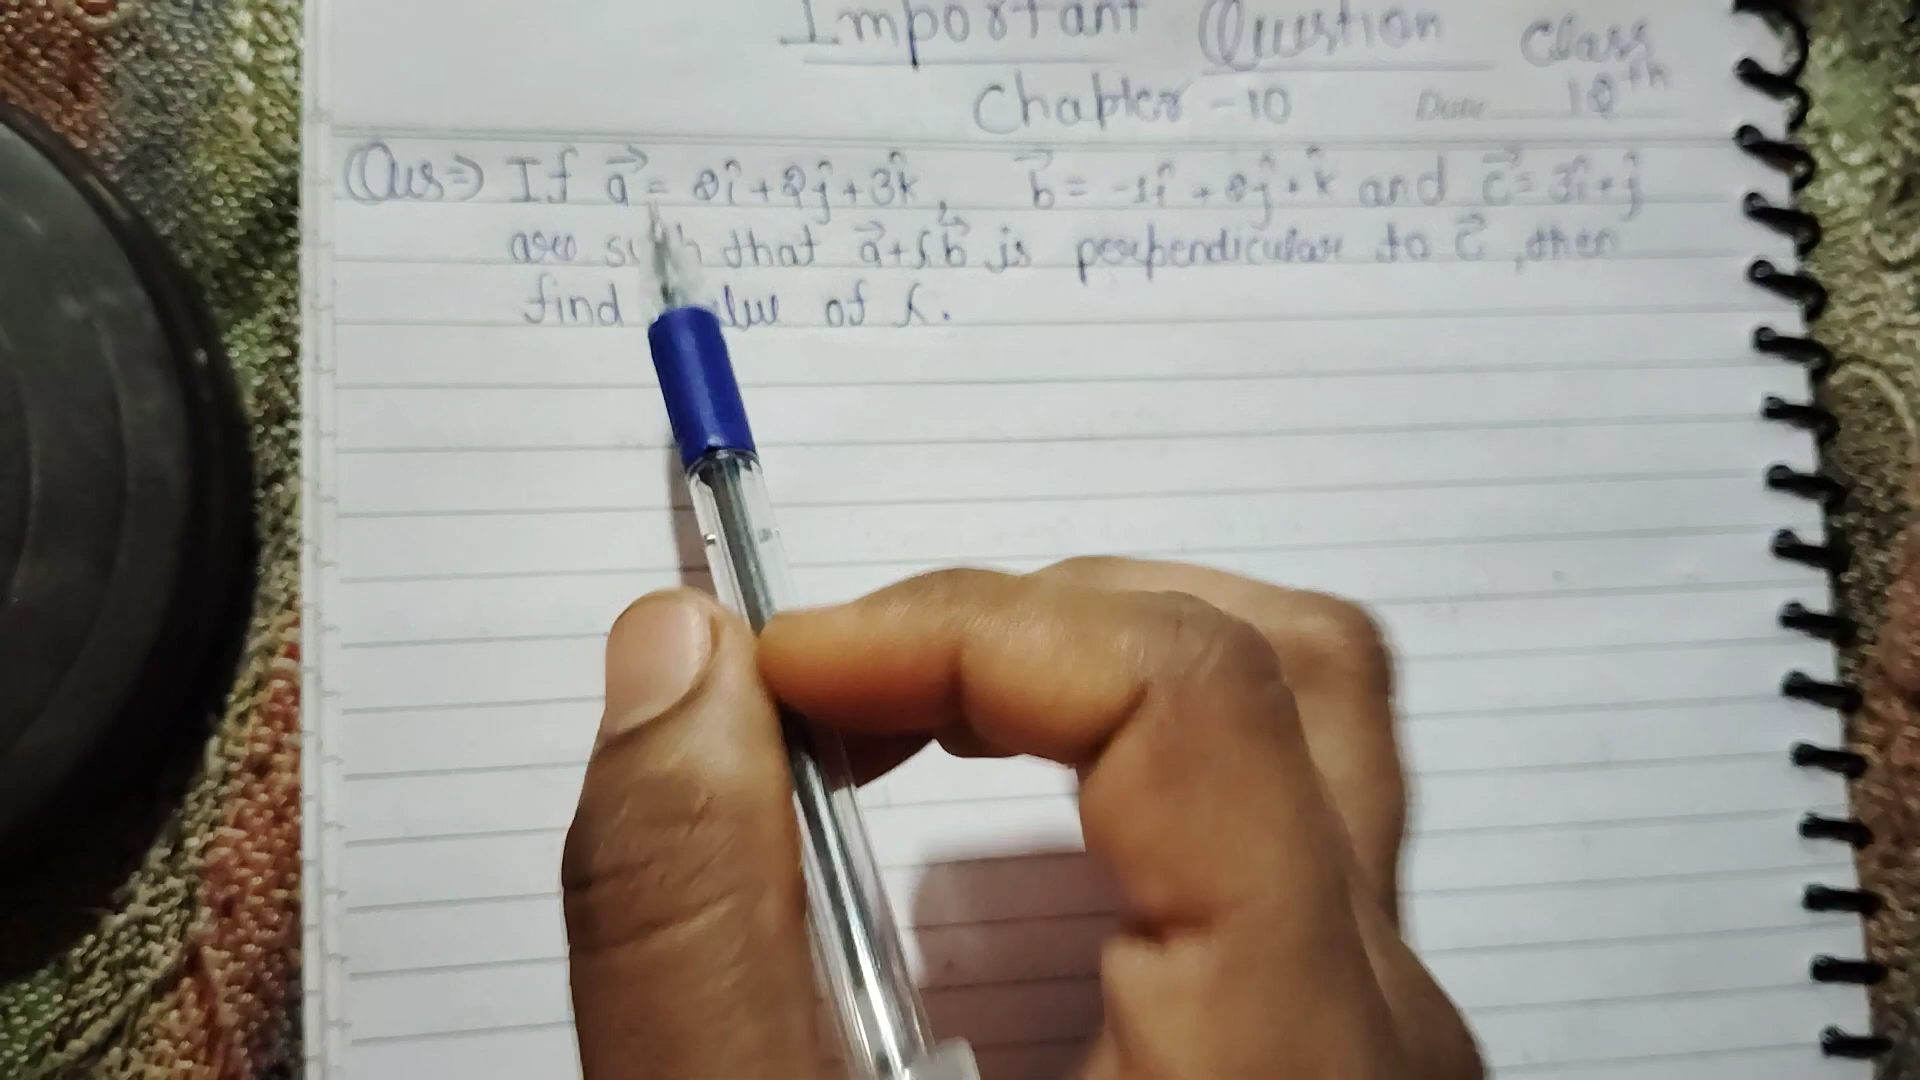 Important Question Class
Chapter - 10 Date 12th
Qus⇒ If a⃗ = 2î + 2ĵ + 3k̂, b⃗ = -1î + 2ĵ + k̂ and c⃗ = 3î + ĵ
are such that a⃗ + λb⃗ is perpendicular to c⃗, then
find of λ.